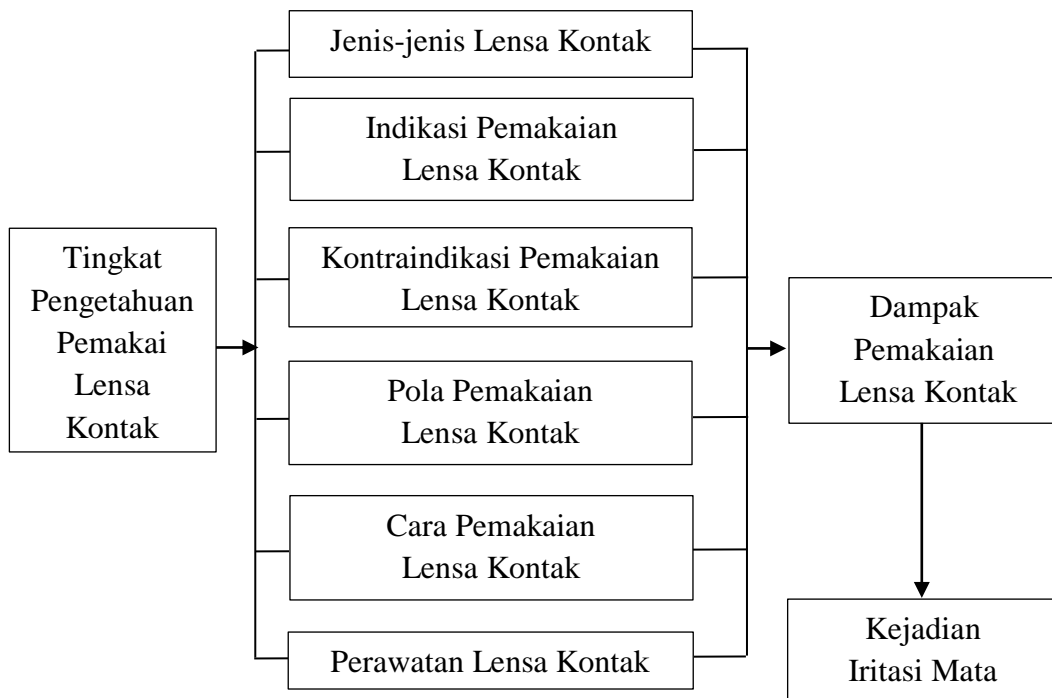 Tingkat
Pengetahuan
Pemakai
Lensa
Kontak
Jenis-jenis Lensa Kontak
Indikasi Pemakaian
Lensa Kontak
Kontraindikasi Pemakaian
Lensa Kontak
Pola Pemakaian
Lensa Kontak
Cara Pemakaian
Lensa Kontak
Perawatan Lensa Kontak
Dampak
Pemakaian
Lensa Kontak
Kejadian
Iritasi Mata